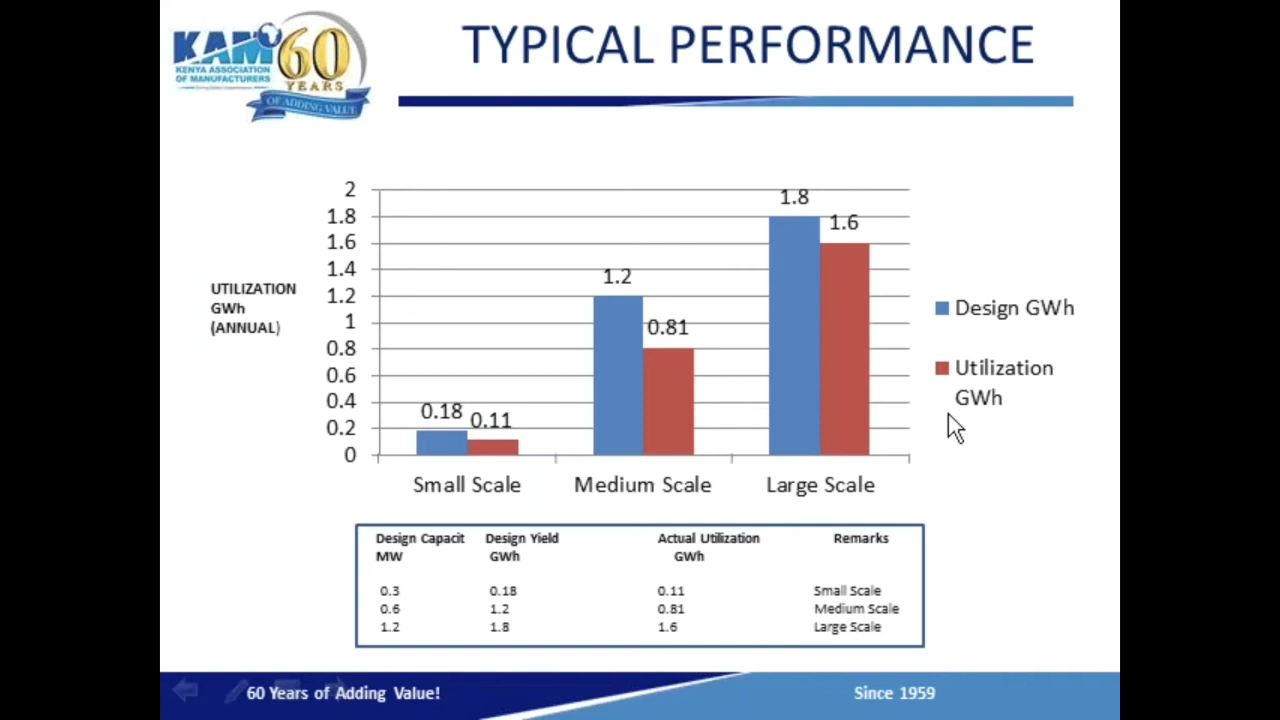 KAM 60
KENYA ASSOCIATION
OF MANUFACTURERS
YEARS
OF ADDING VALUE
TYPICAL PERFORMANCE
UTILIZATION
GWh
(ANNUAL)
2
1.8
1.6
1.4
1.2
1
0.8
0.6
0.4
0.2
0
0.18
0.11
1.2
0.81
1.8
1.6
Small Scale
Medium Scale
Large Scale
Design GWh
Utilization
GWh
Design Capacit Design Yield Actual Utilization Remarks
MW GWh GWh
0.3 0.18 0.11 Small Scale
0.6 1.2 0.81 Medium Scale
1.2 1.8 1.6 Large Scale
60 Years of Adding Value! Since 1959